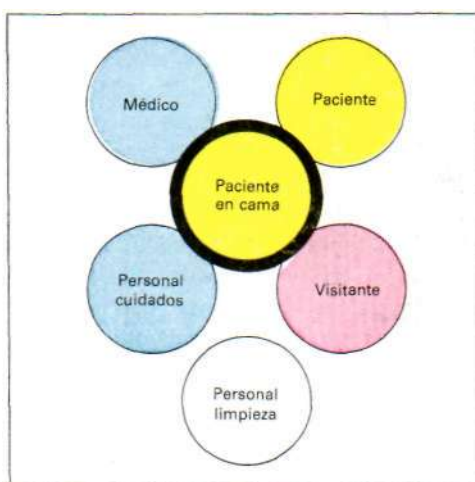 Médico
Paciente
Paciente
en cama
Personal
cuidados
Visitante
Personal
limpieza